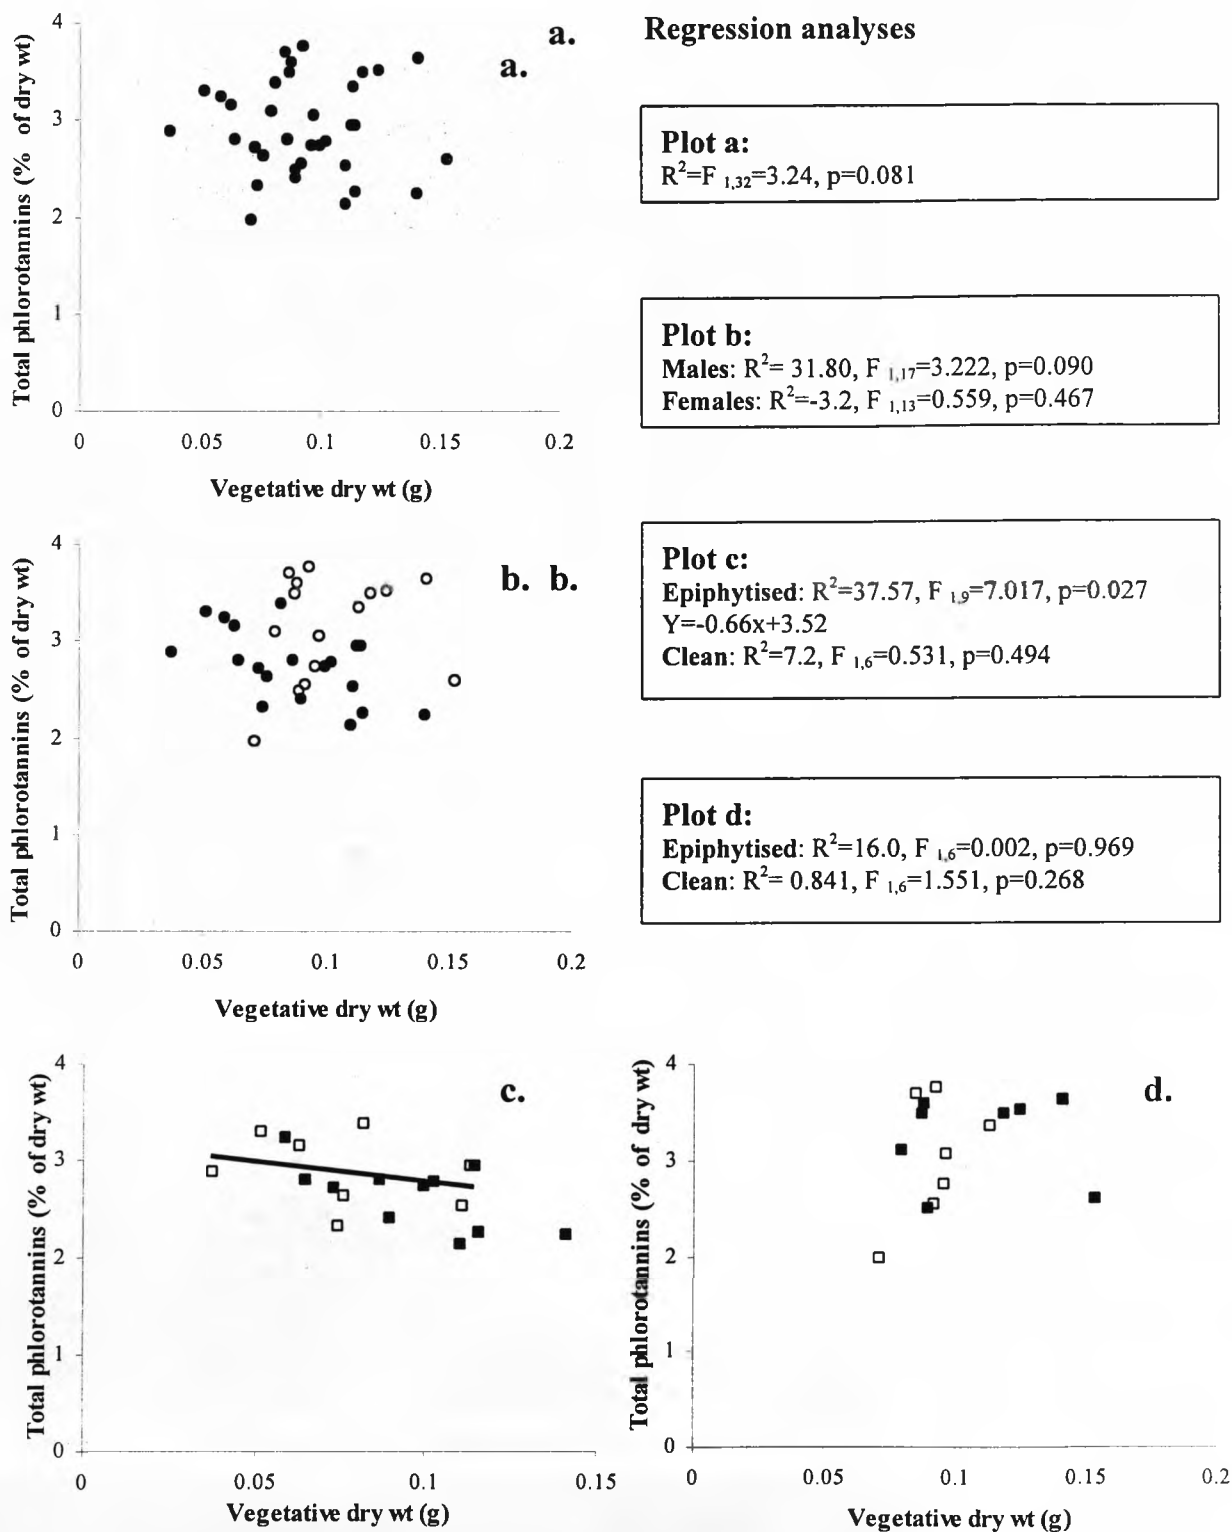 a.
a.
4
3
2
1
0
Total phlorotannins (% of dry wt)
0 0.05 0.1 0.15 0.2
Vegetative dry wt (g)
Regression analyses
Plot a:
R²=F 1,32=3.24, p=0.081
Plot b:
Males: R²= 31.80, F 1,17=3.222, p=0.090
Females: R²=-3.2, F 1,13=0.559, p=0.467
Plot c:
Epiphytised: R²=37.57, F 1,9=7.017, p=0.027
Y=-0.66x+3.52
Clean: R²=7.2, F 1,6=0.531, p=0.494
Plot d:
Epiphytised: R²=16.0, F 1,6=0.002, p=0.969
Clean: R²= 0.841, F 1,6=1.551, p=0.268
b. b.
4
3
2
1
0
Total phlorotannins (% of dry wt)
0 0.05 0.1 0.15 0.2
Vegetative dry wt (g)
c.
4
3
2
1
0
Total phlorotannins (% of dry wt)
0 0.05 0.1 0.15
Vegetative dry wt (g)
d.
4
3
2
1
0
Total phlorotannins (% of dry wt)
0 0.05 0.1 0.15 0.2
Vegetative dry wt (g)